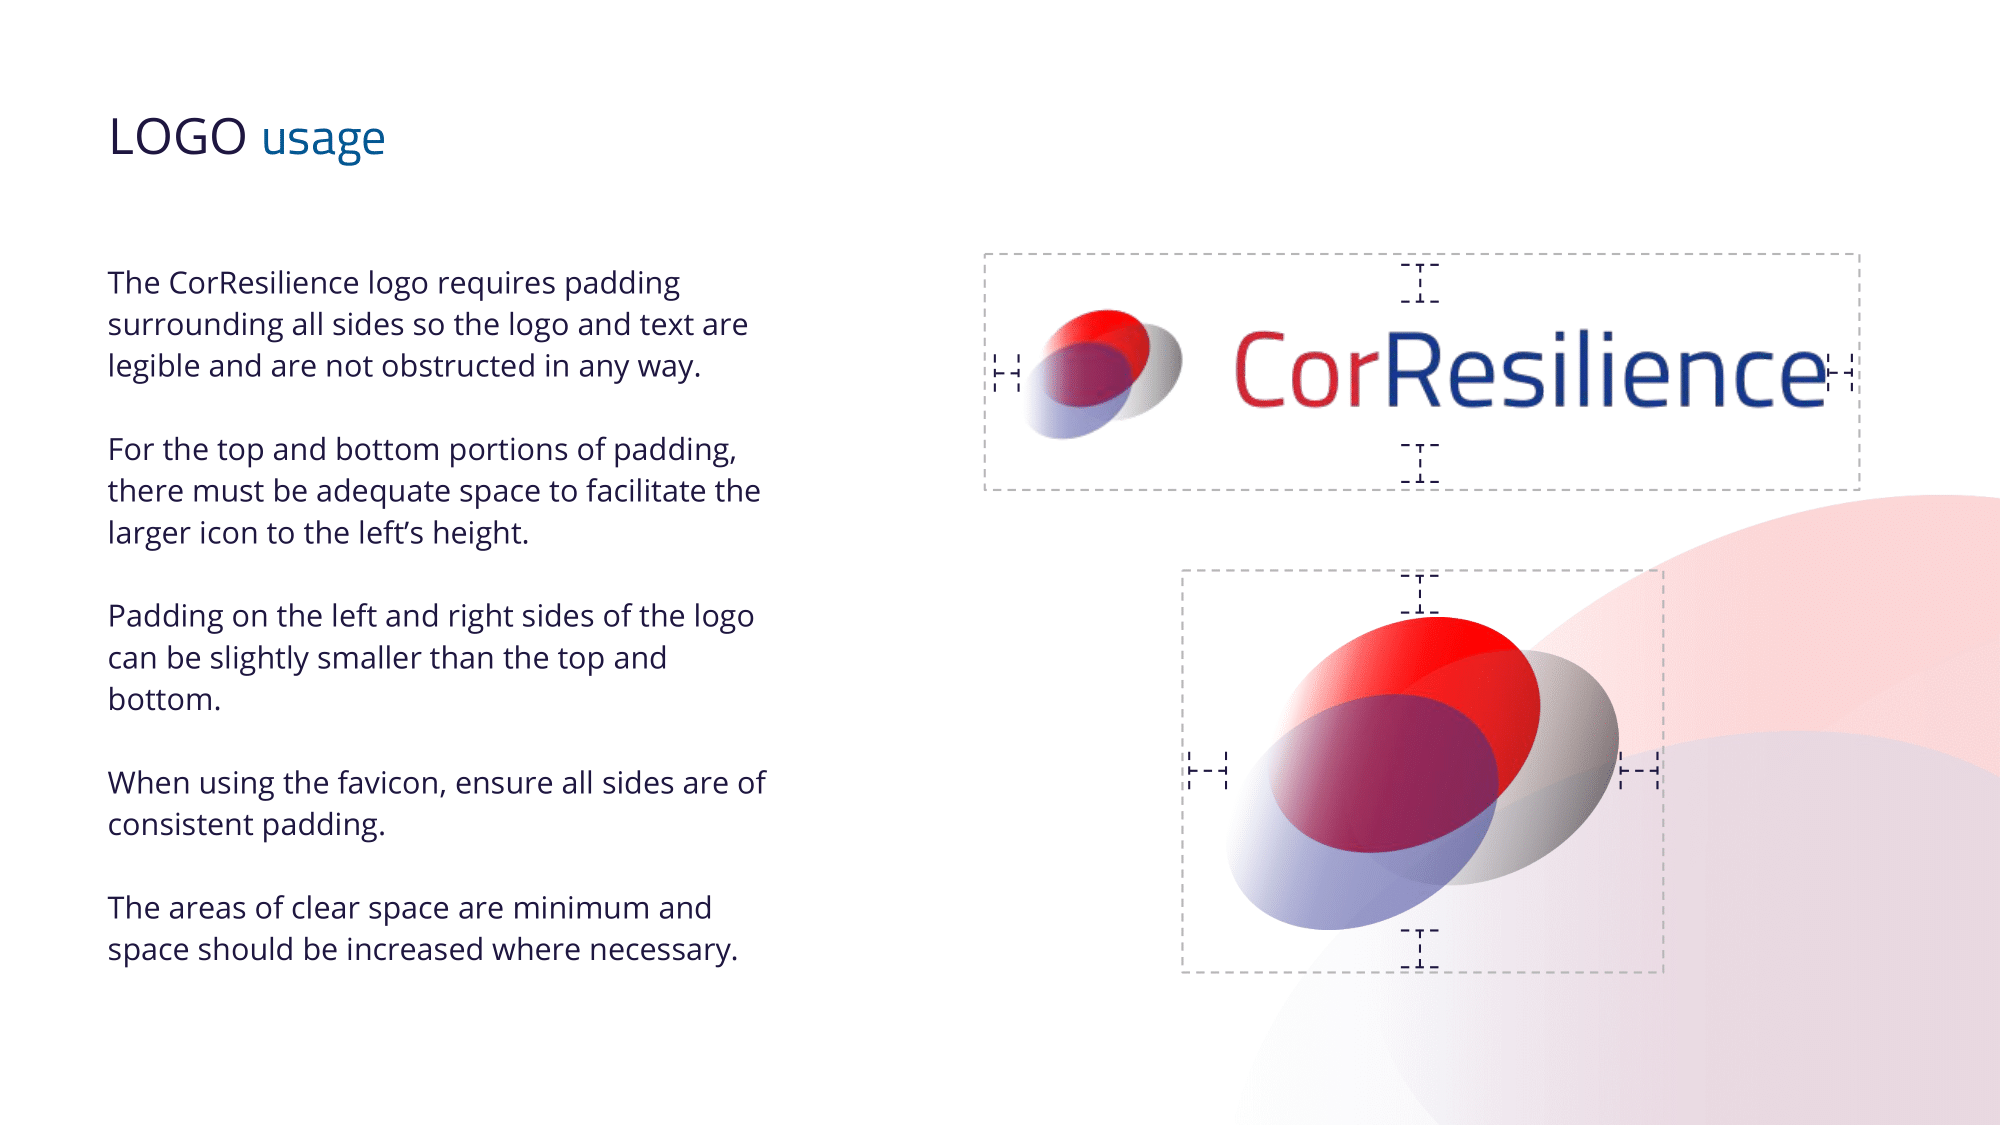 LOGO usage
The CorResilience logo requires padding
surrounding all sides so the logo and text are
legible and are not obstructed in any way.
For the top and bottom portions of padding,
there must be adequate space to facilitate the
larger icon to the left’s height.
Padding on the left and right sides of the logo
can be slightly smaller than the top and
bottom.
When using the favicon, ensure all sides are of
consistent padding.
The areas of clear space are minimum and
space should be increased where necessary.
CorResilience